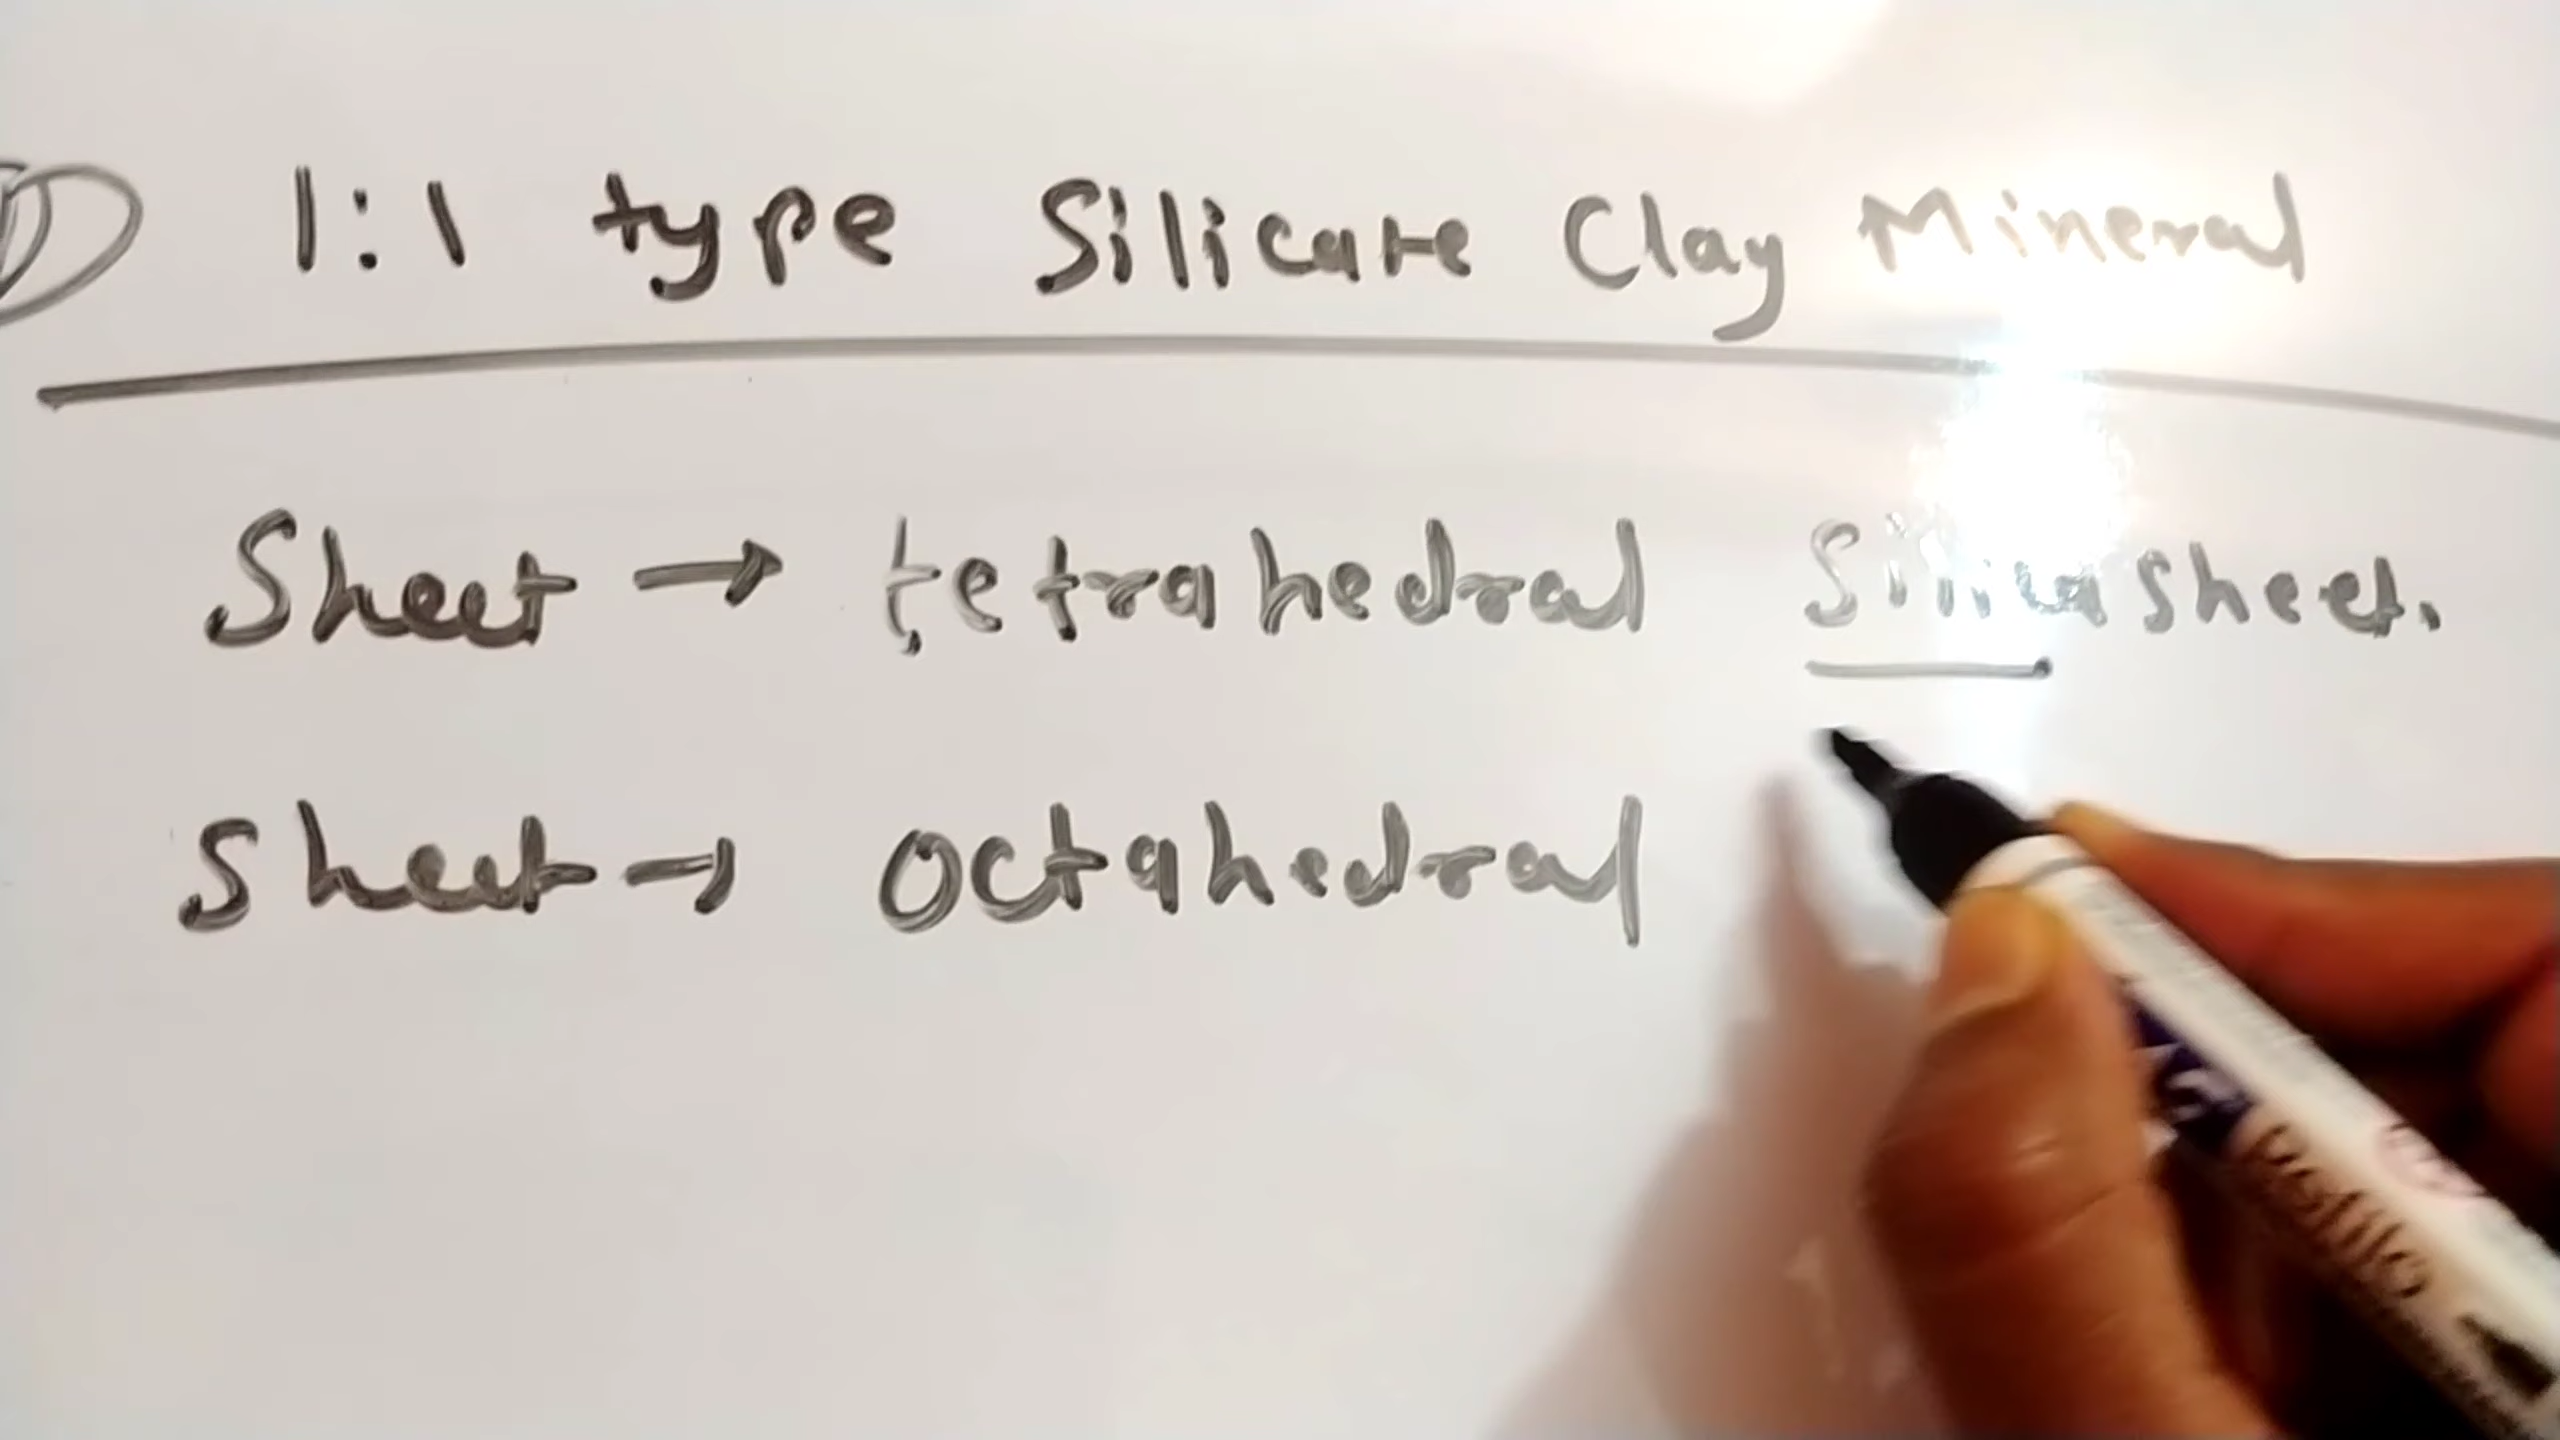 1:1 type Silicate Clay Mineral
Sheet → tetrahedral Silica sheet.
Sheet → Octahedral